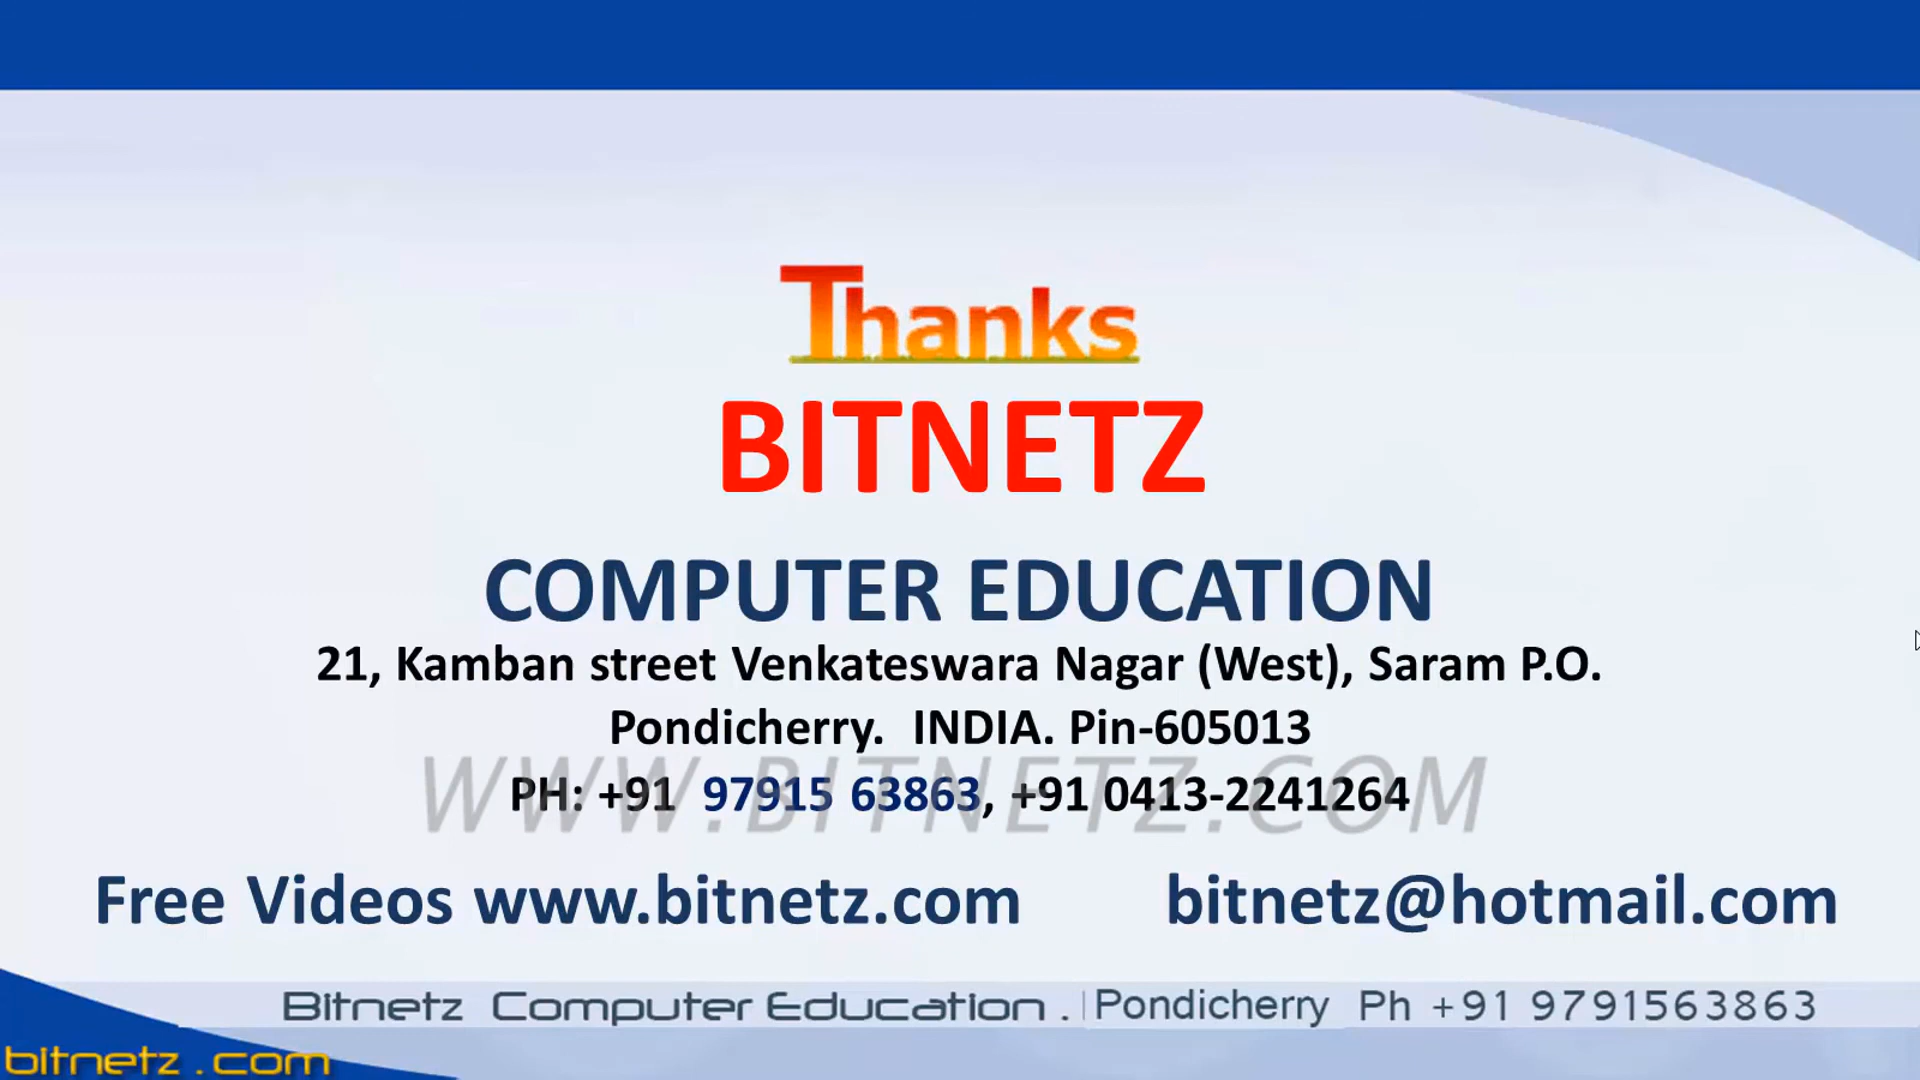 Thanks
BITNETZ
COMPUTER EDUCATION
21, Kamban street Venkateswara Nagar (West), Saram P.O.
Pondicherry.  INDIA. Pin-605013
PH: +91  97915 63863, +91 0413-2241264
WWW.BITNETZ.COM
Free Videos www.bitnetz.com bitnetz@hotmail.com
Bitnetz Computer Education . Pondicherry Ph +91 9791563863
bitnetz.com